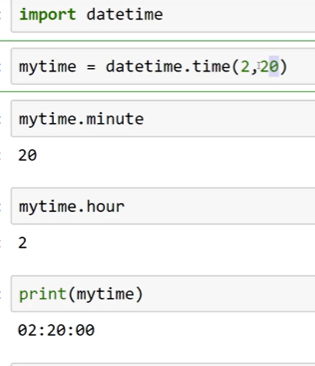 import datetime
mytime = datetime.time(2,20)
mytime.minute
20
mytime.hour
2
print(mytime)
02:20:00